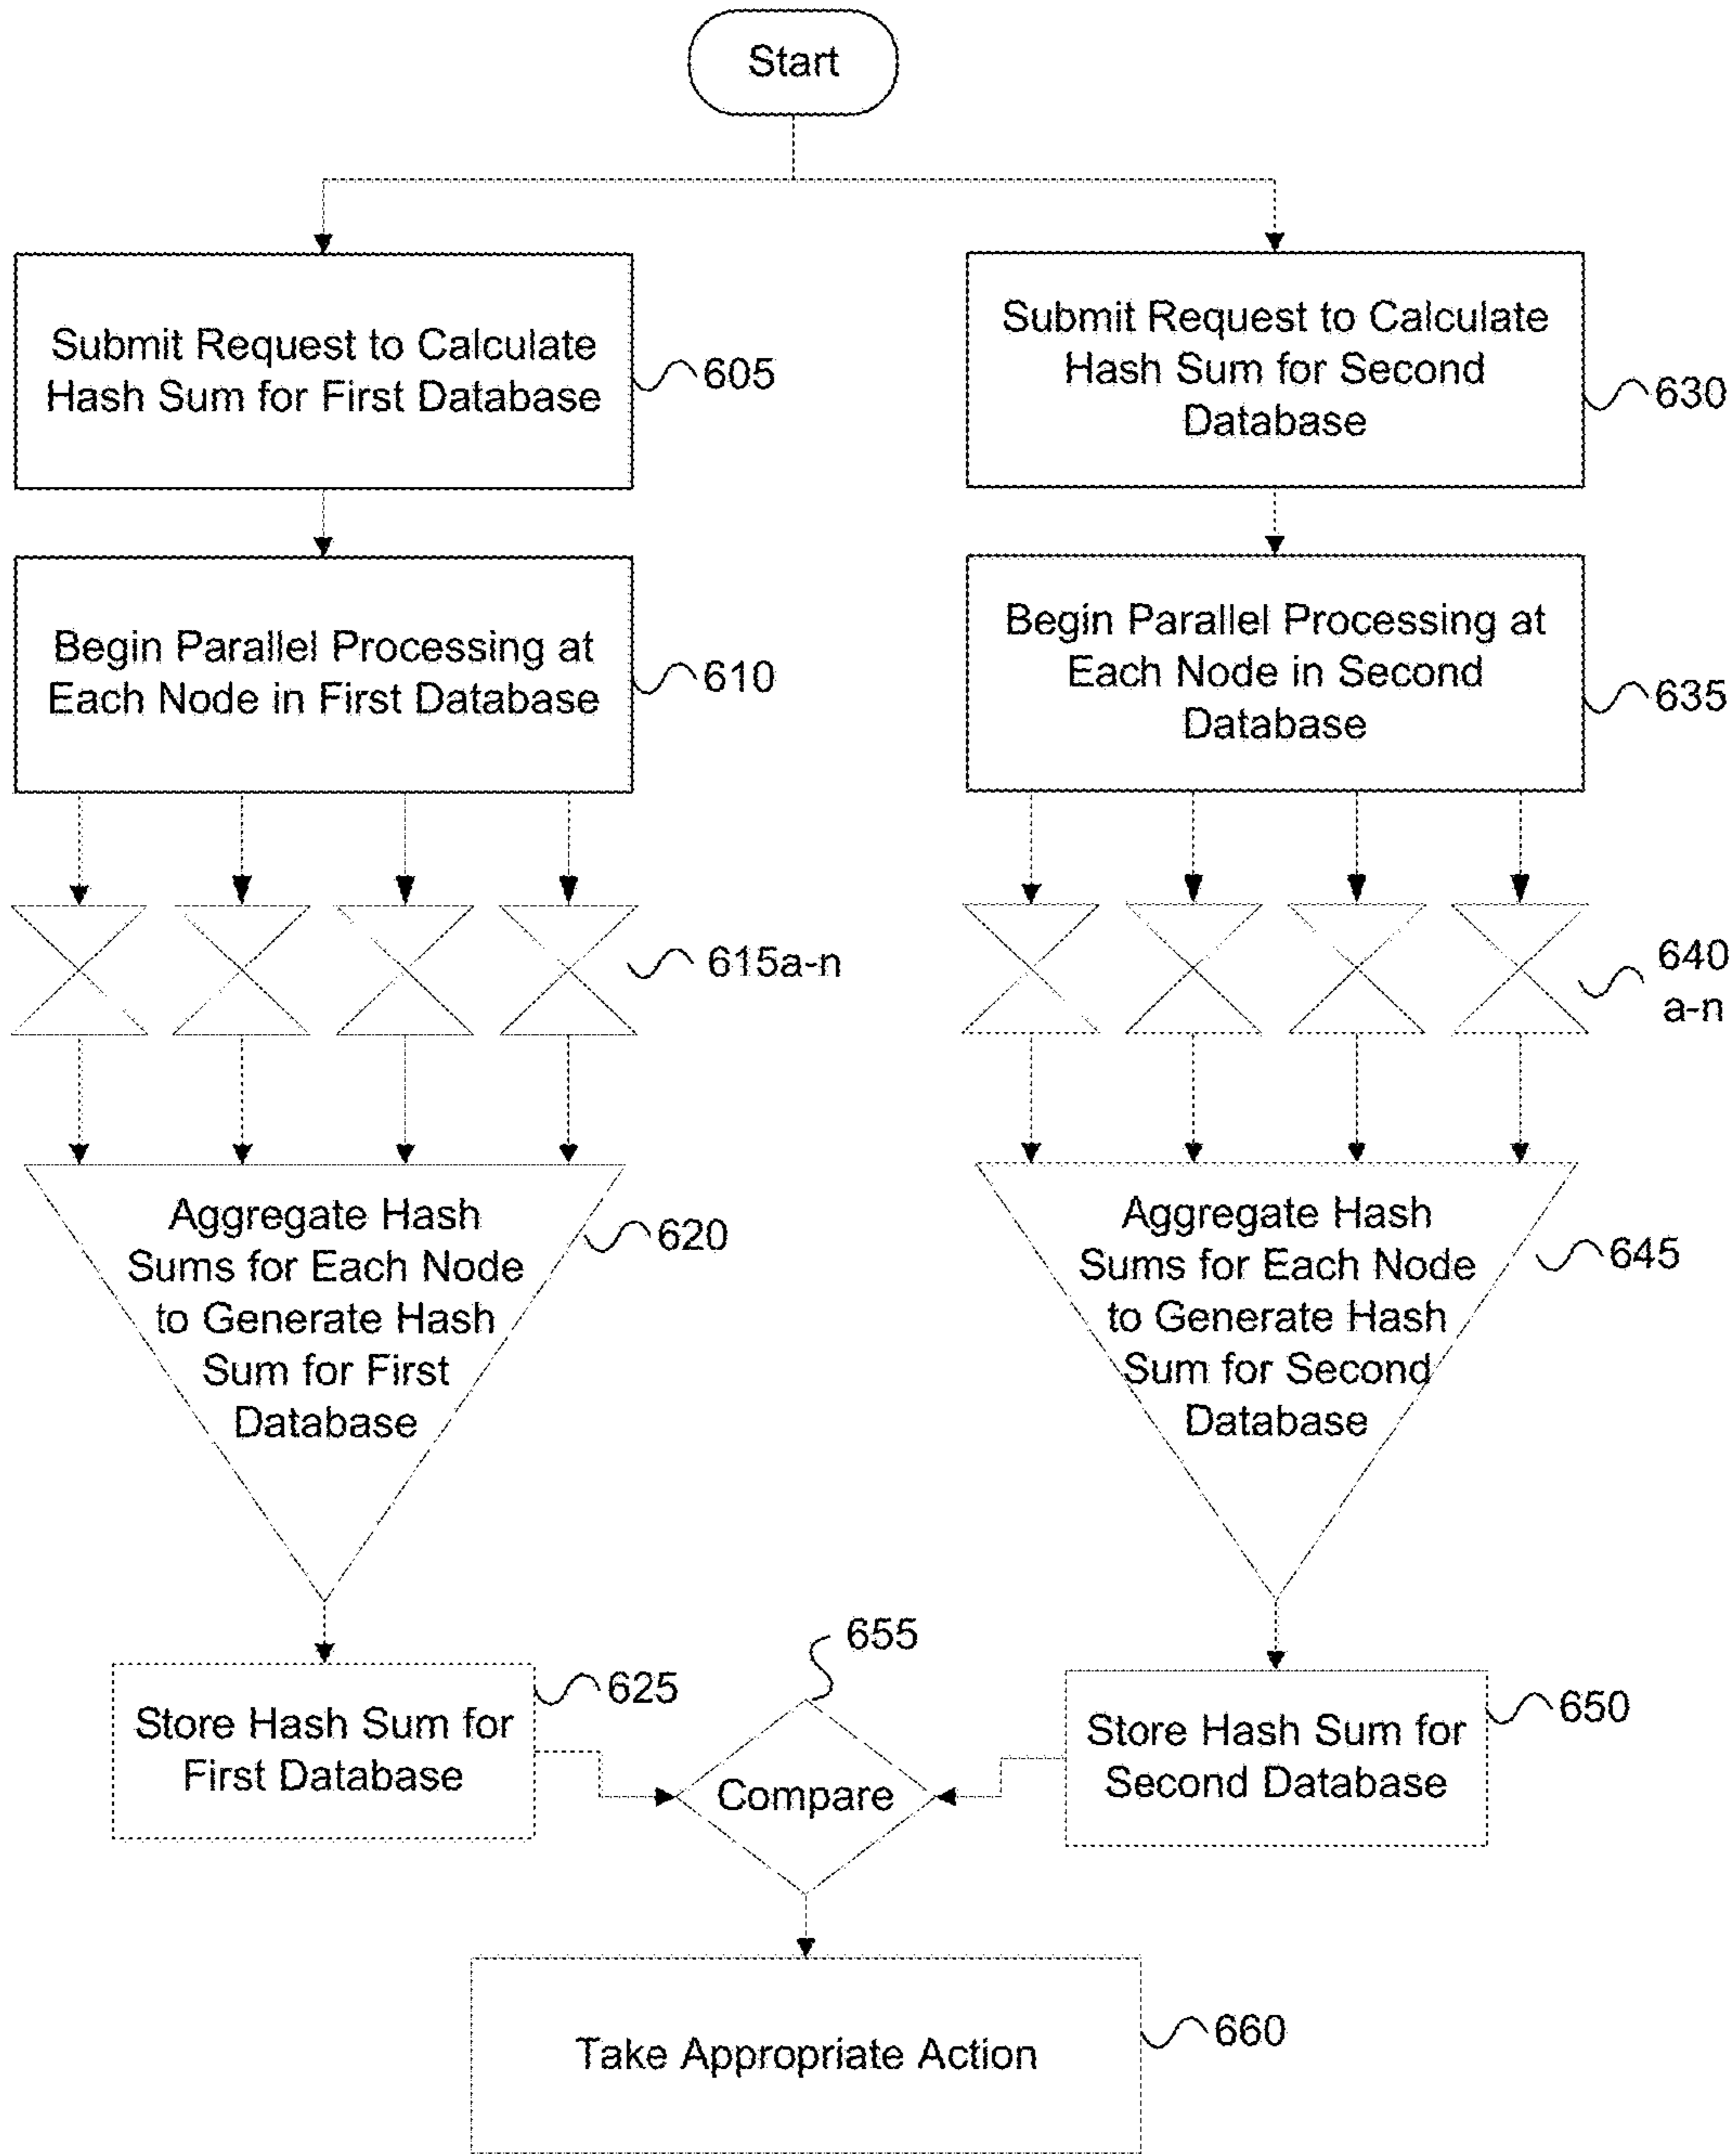 Start
Submit Request to Calculate
Hash Sum for First Database
605
Submit Request to Calculate
Hash Sum for Second
Database
630
Begin Parallel Processing at
Each Node in First Database
610
Begin Parallel Processing at
Each Node in Second
Database
635
615a-n
640
a-n
Aggregate Hash
Sums for Each Node
to Generate Hash
Sum for First
Database
620
Aggregate Hash
Sums for Each Node
to Generate Hash
Sum for Second
Database
645
Store Hash Sum for
First Database
625
655
Compare
Store Hash Sum for
Second Database
650
Take Appropriate Action
660